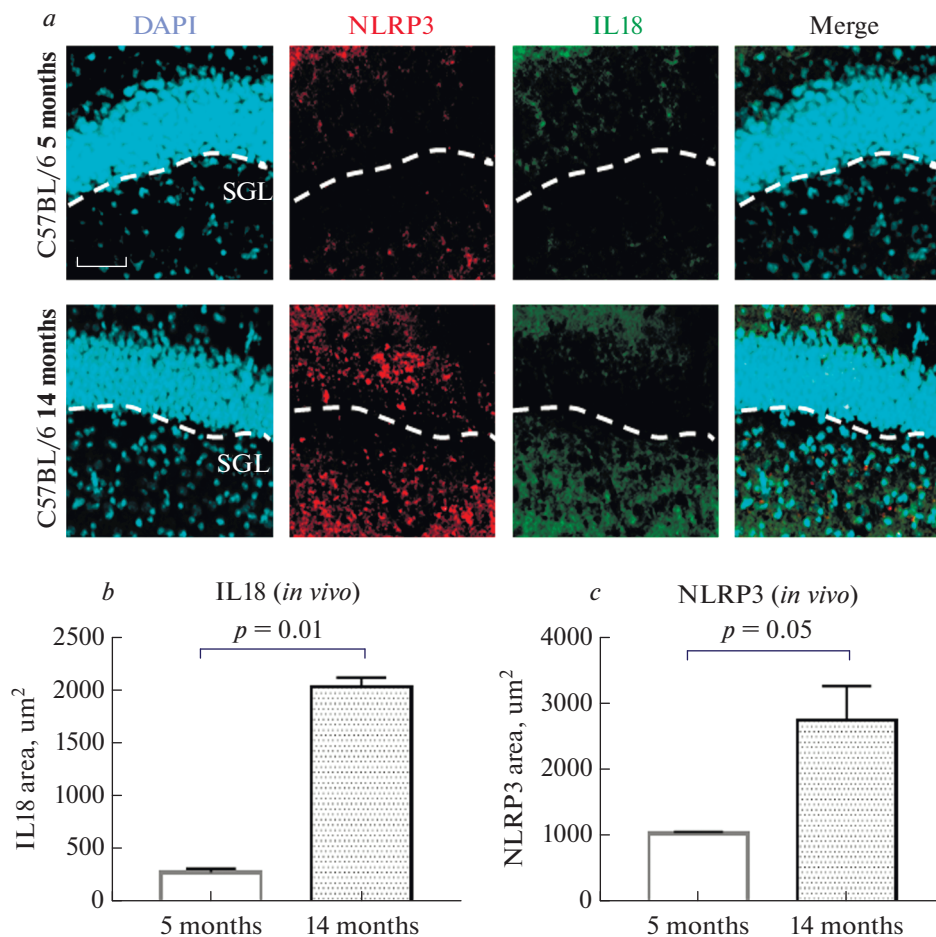 a
DAPI NLRP3 IL18 Merge
C57BL/6 5 months
SGL
C57BL/6 14 months
SGL
b IL18 (in vivo)
p = 0.01
IL18 area, um²
2500
2000
1500
1000
500
0
5 months 14 months
c NLRP3 (in vivo)
p = 0.05
NLRP3 area, um²
4000
3000
2000
1000
0
5 months 14 months